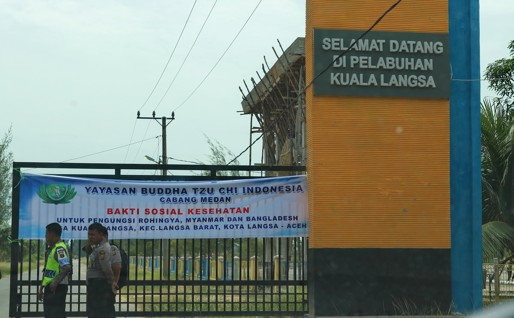 SELAMAT DATANG
DI PELABUHAN
KUALA LANGSA
YAYASAN BUDDHA TZU CHI INDONESIA
CABANG MEDAN
BAKTI SOSIAL KESEHATAN
UNTUK PENGUNGSI ROHINGYA, MYANMAR DAN BANGLADESH
KUALA LANGSA, KEC.LANGSA BARAT, KOTA LANGSA - ACEH